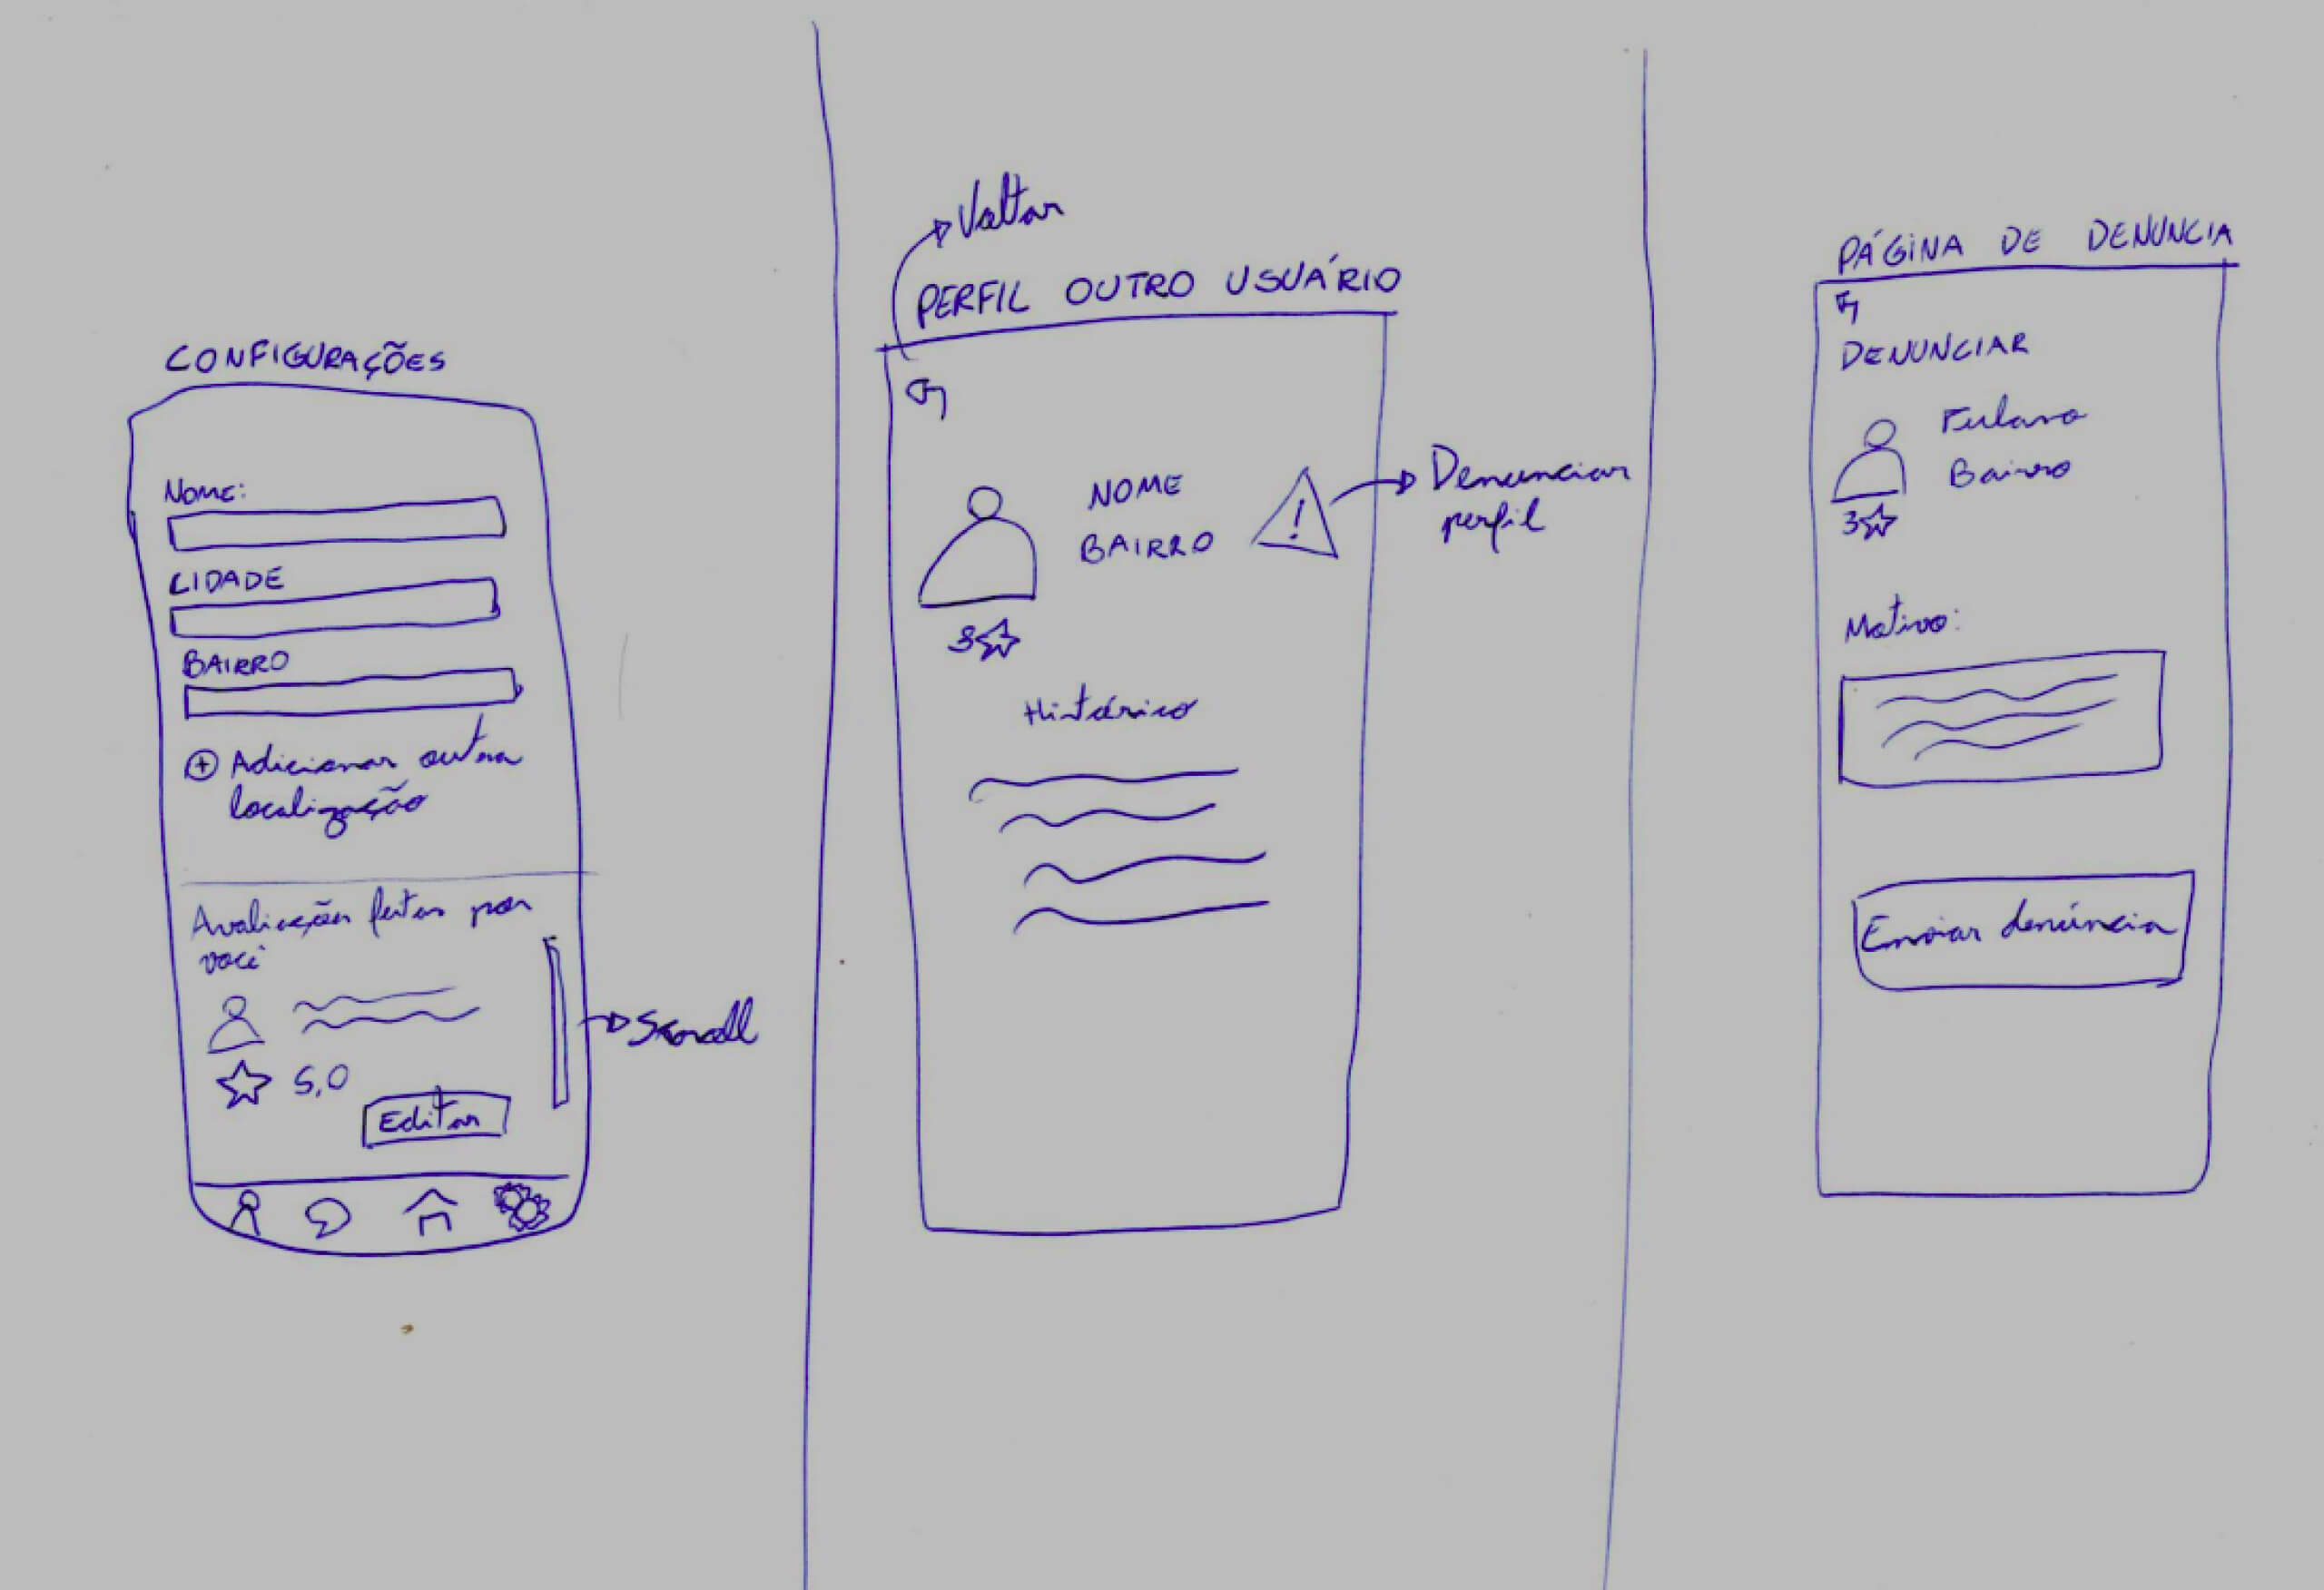 CONFIGURAÇÕES
NOME:
CIDADE
BAIRRO
+ Adicionar outra
localização
Avaliações feitas por
você
5,0
Editar
Scroll
Voltar
PERFIL OUTRO USUÁRIO
NOME
BAIRRO
Denunciar
perfil
3
Histórico
PÁGINA DE DENUNCIA
DENUNCIAR
Fulano
Bairro
3
Motivo:
Enviar denúncia